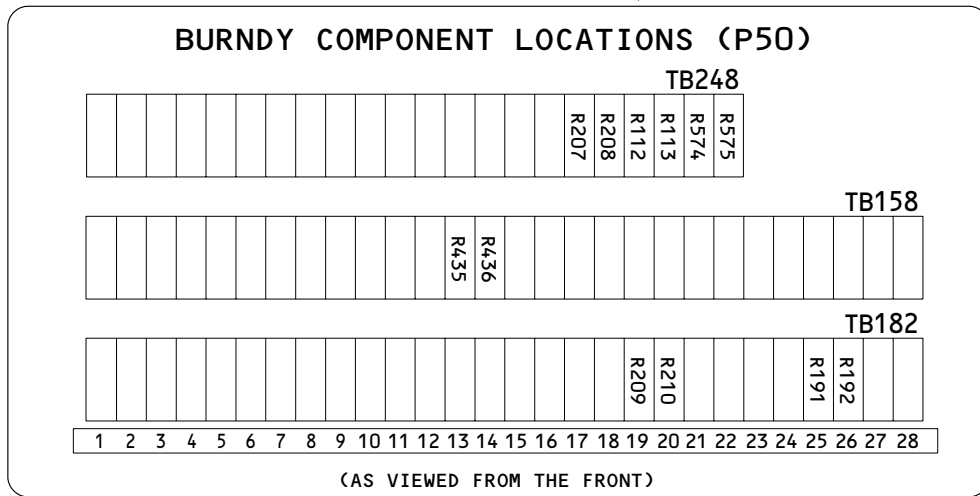 BURNDY COMPONENT LOCATIONS (P50)
TB248
R207 R208 R112 R113 R574 R575
TB158
R435 R436
TB182
R209 R210 R191 R192
1 2 3 4 5 6 7 8 9 10 11 12 13 14 15 16 17 18 19 20 21 22 23 24 25 26 27 28
(AS VIEWED FROM THE FRONT)